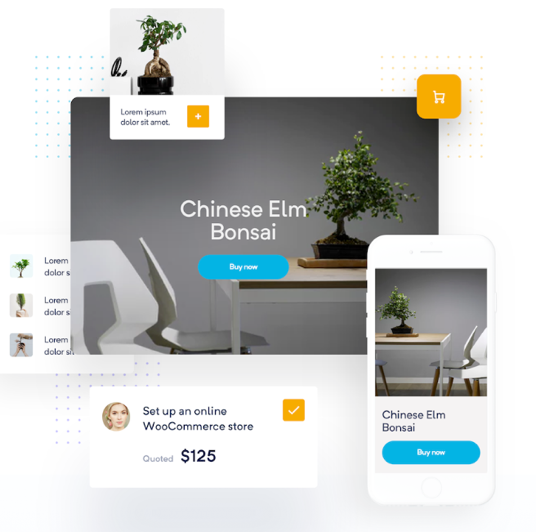 Lorem ipsum
dolor sit amet.
+
Chinese Elm
Bonsai
Buy now
Lorem
dolor s
Lorem
dolor s
Lorem
dolor sit
Chinese Elm
Bonsai
Buy now
Set up an online
WooCommerce store
Quoted $125